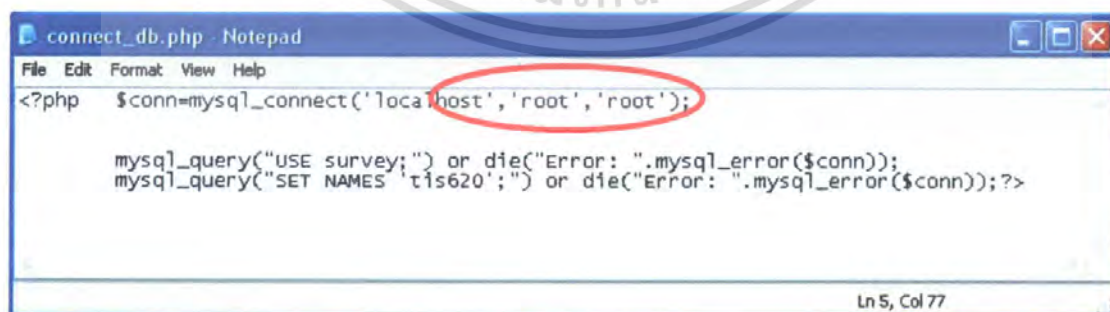 connect_db.php - Notepad
File Edit Format View Help
<?php $conn=mysql_connect('localhost','root','root');
mysql_query("USE survey;") or die("Error: ".mysql_error($conn));
mysql_query("SET NAMES 'tis620';") or die("Error: ".mysql_error($conn));?>
Ln 5, Col 77